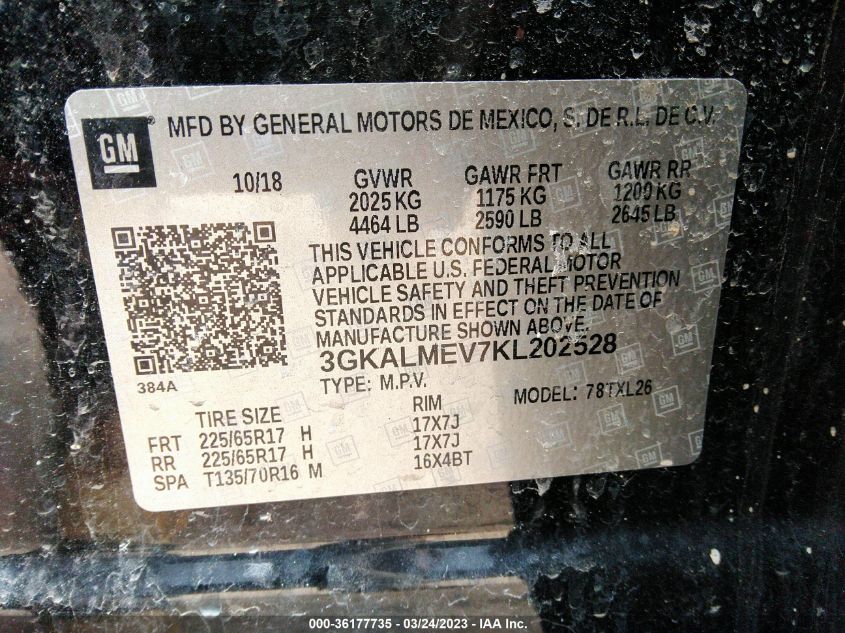 GM
MFD BY GENERAL MOTORS DE MEXICO, S. DE R.L. DE C.V.
10/18 GVWR GAWR FRT GAWR RR
2025 KG 1175 KG 1200 KG
4464 LB 2590 LB 2645 LB
THIS VEHICLE CONFORMS TO ALL
APPLICABLE U.S. FEDERAL MOTOR
VEHICLE SAFETY AND THEFT PREVENTION
STANDARDS IN EFFECT ON THE DATE OF
MANUFACTURE SHOWN ABOVE.
3GKALMEV7KL202528
384A
TYPE: M.P.V. MODEL: 78TXL26
TIRE SIZE RIM
FRT 225/65R17 H 17X7J
RR 225/65R17 H 17X7J
SPA T135/70R16 M 16X4BT
000-36177735 - 03/24/2023 - IAA Inc.